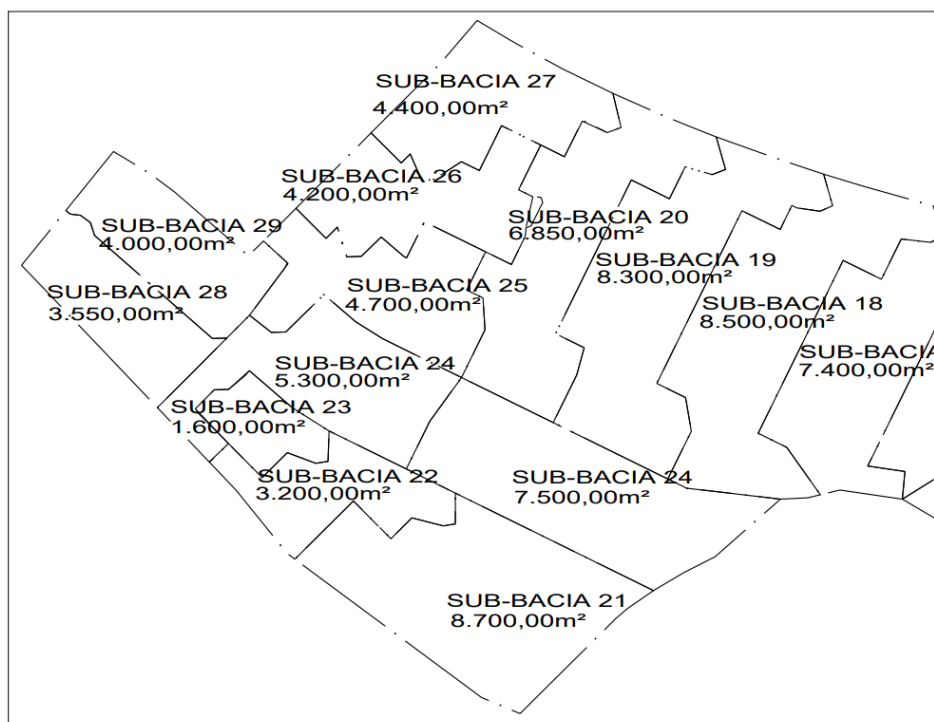 SUB-BACIA 27
4.400,00m²
SUB-BACIA 26
4.200,00m²
SUB-BACIA 29
4.000,00m²
SUB-BACIA 20
6.850,00m²
SUB-BACIA 19
8.300,00m²
SUB-BACIA 28
3.550,00m²
SUB-BACIA 25
4.700,00m²
SUB-BACIA 18
8.500,00m²
SUB-BACIA
7.400,00m²
SUB-BACIA 24
5.300,00m²
SUB-BACIA 23
1.600,00m²
SUB-BACIA 22
3.200,00m²
SUB-BACIA 24
7.500,00m²
SUB-BACIA 21
8.700,00m²